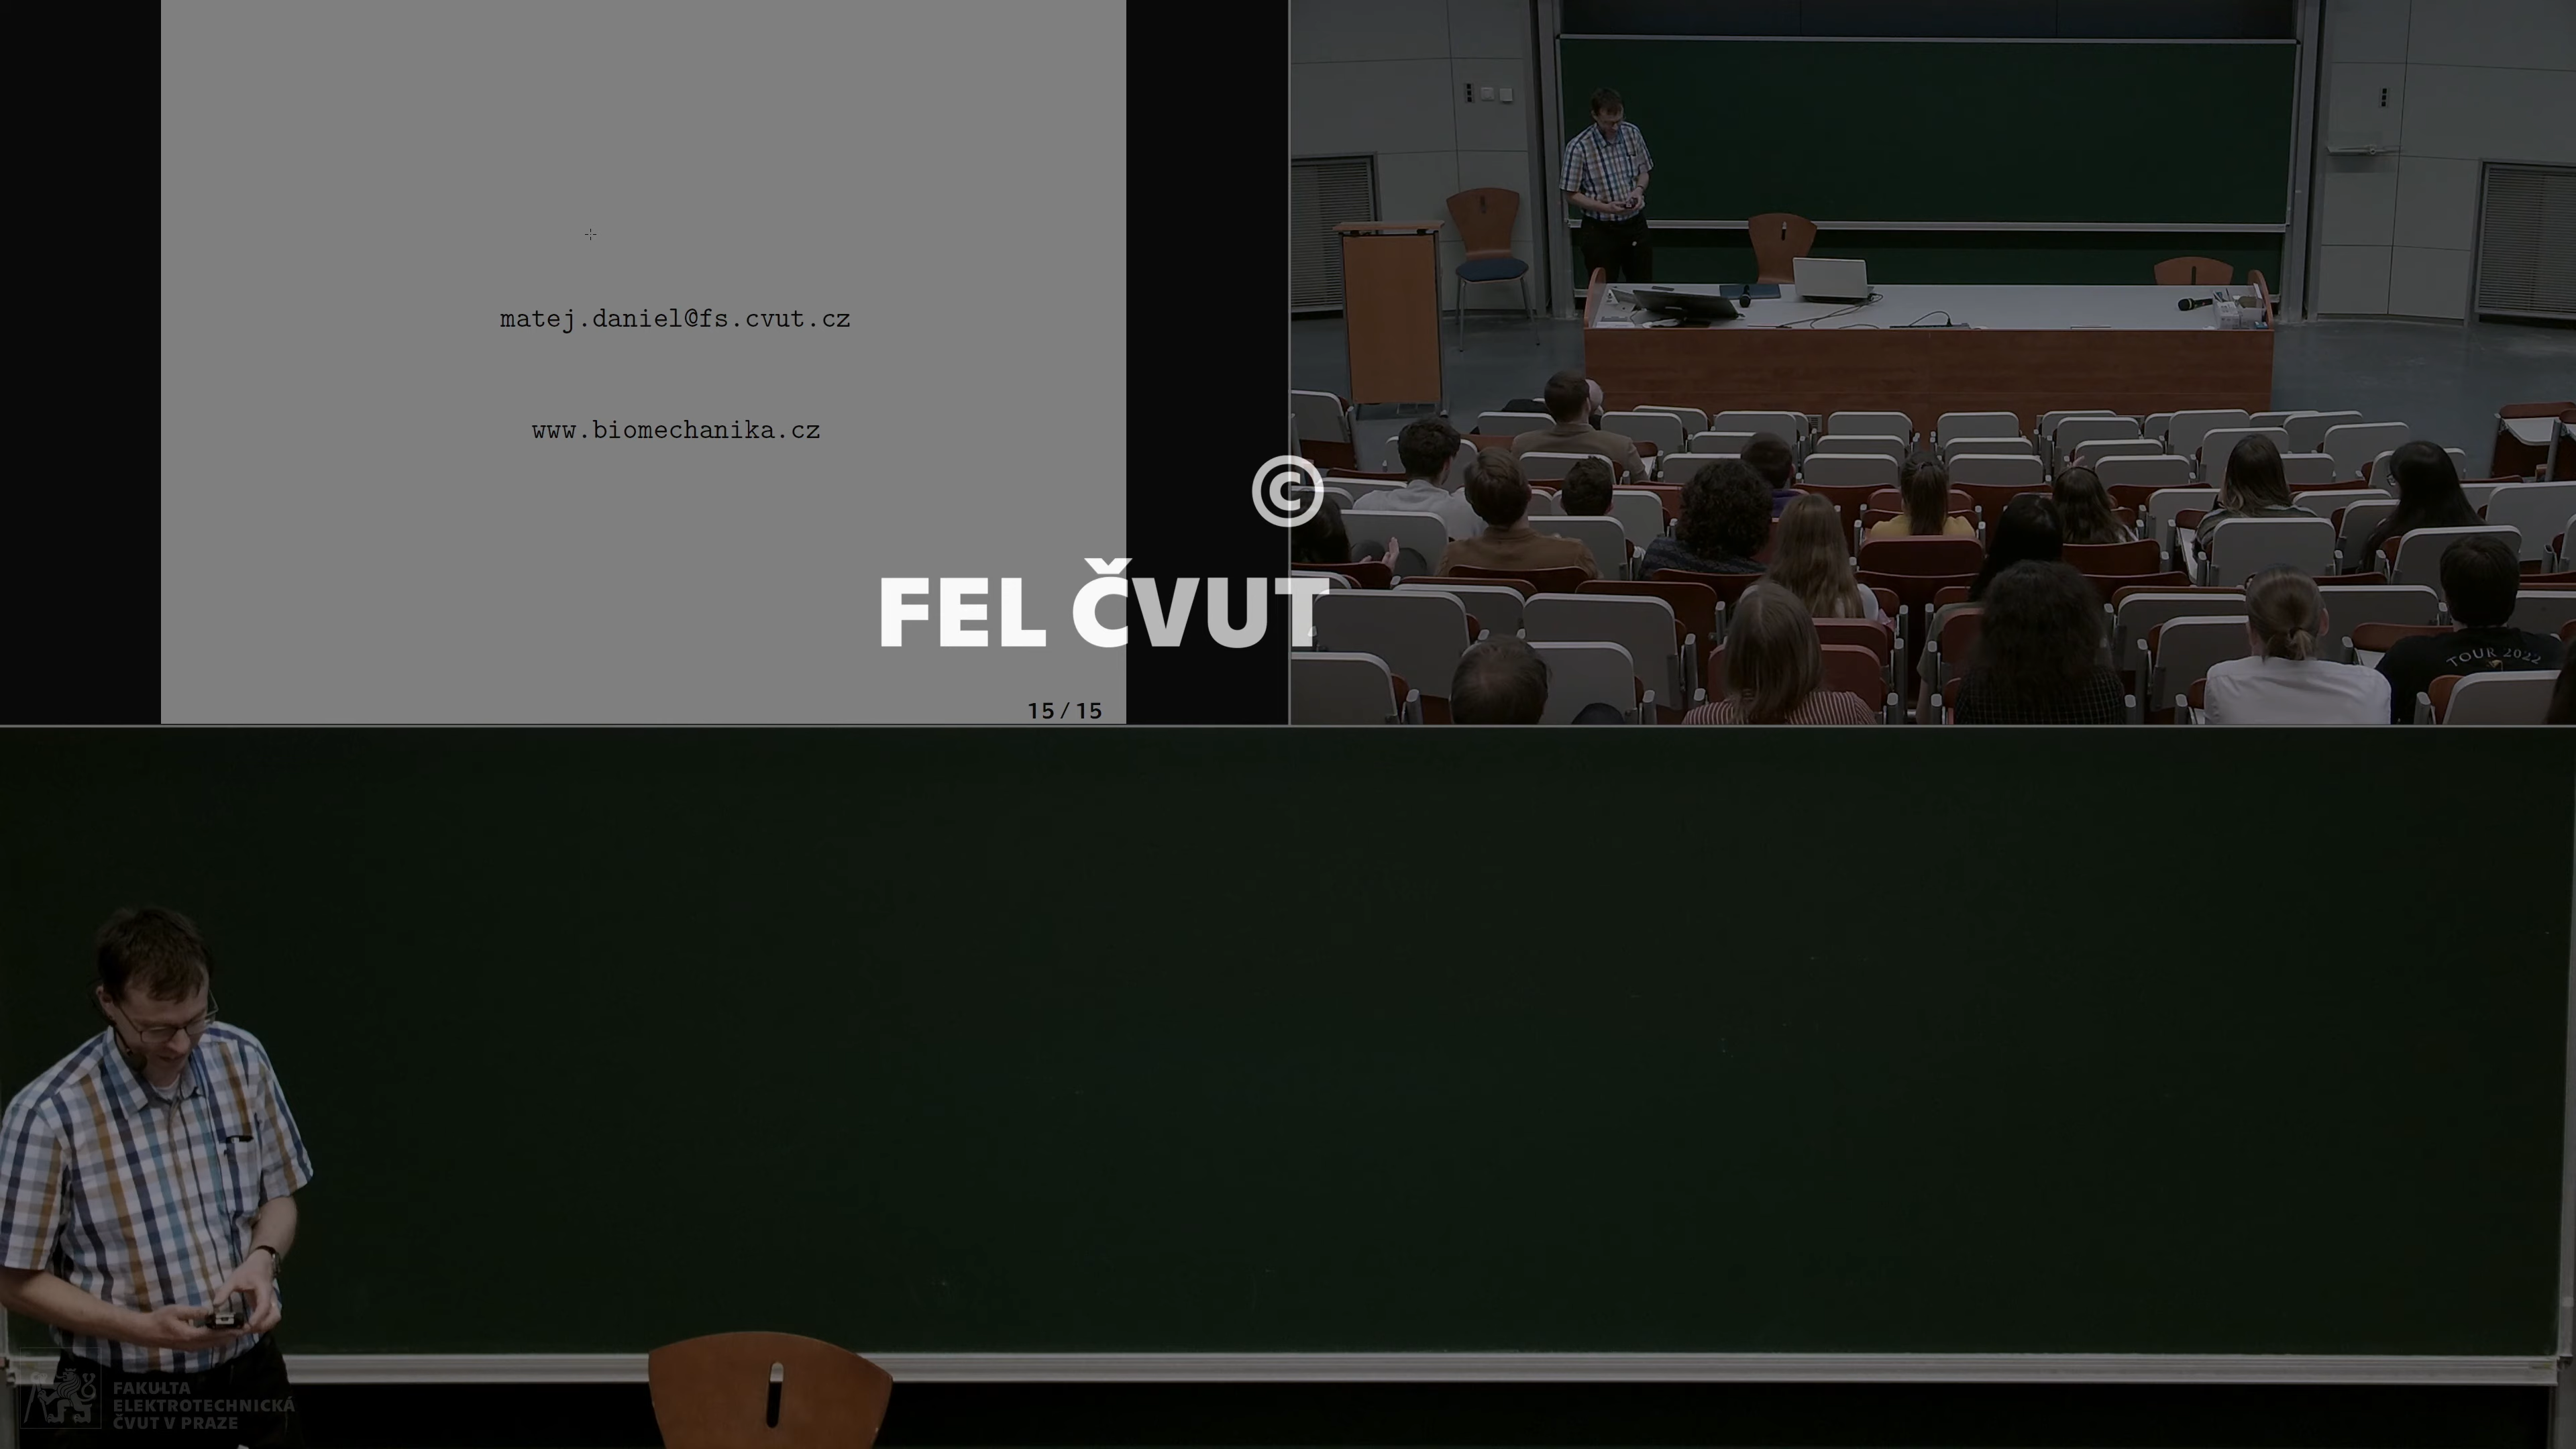 matej.daniel@fs.cvut.cz
www.biomechanika.cz
15 / 15
©
FEL ČVUT
TOUR 2022
FAKULTA
ELEKTROTECHNICKÁ
ČVUT V PRAZE